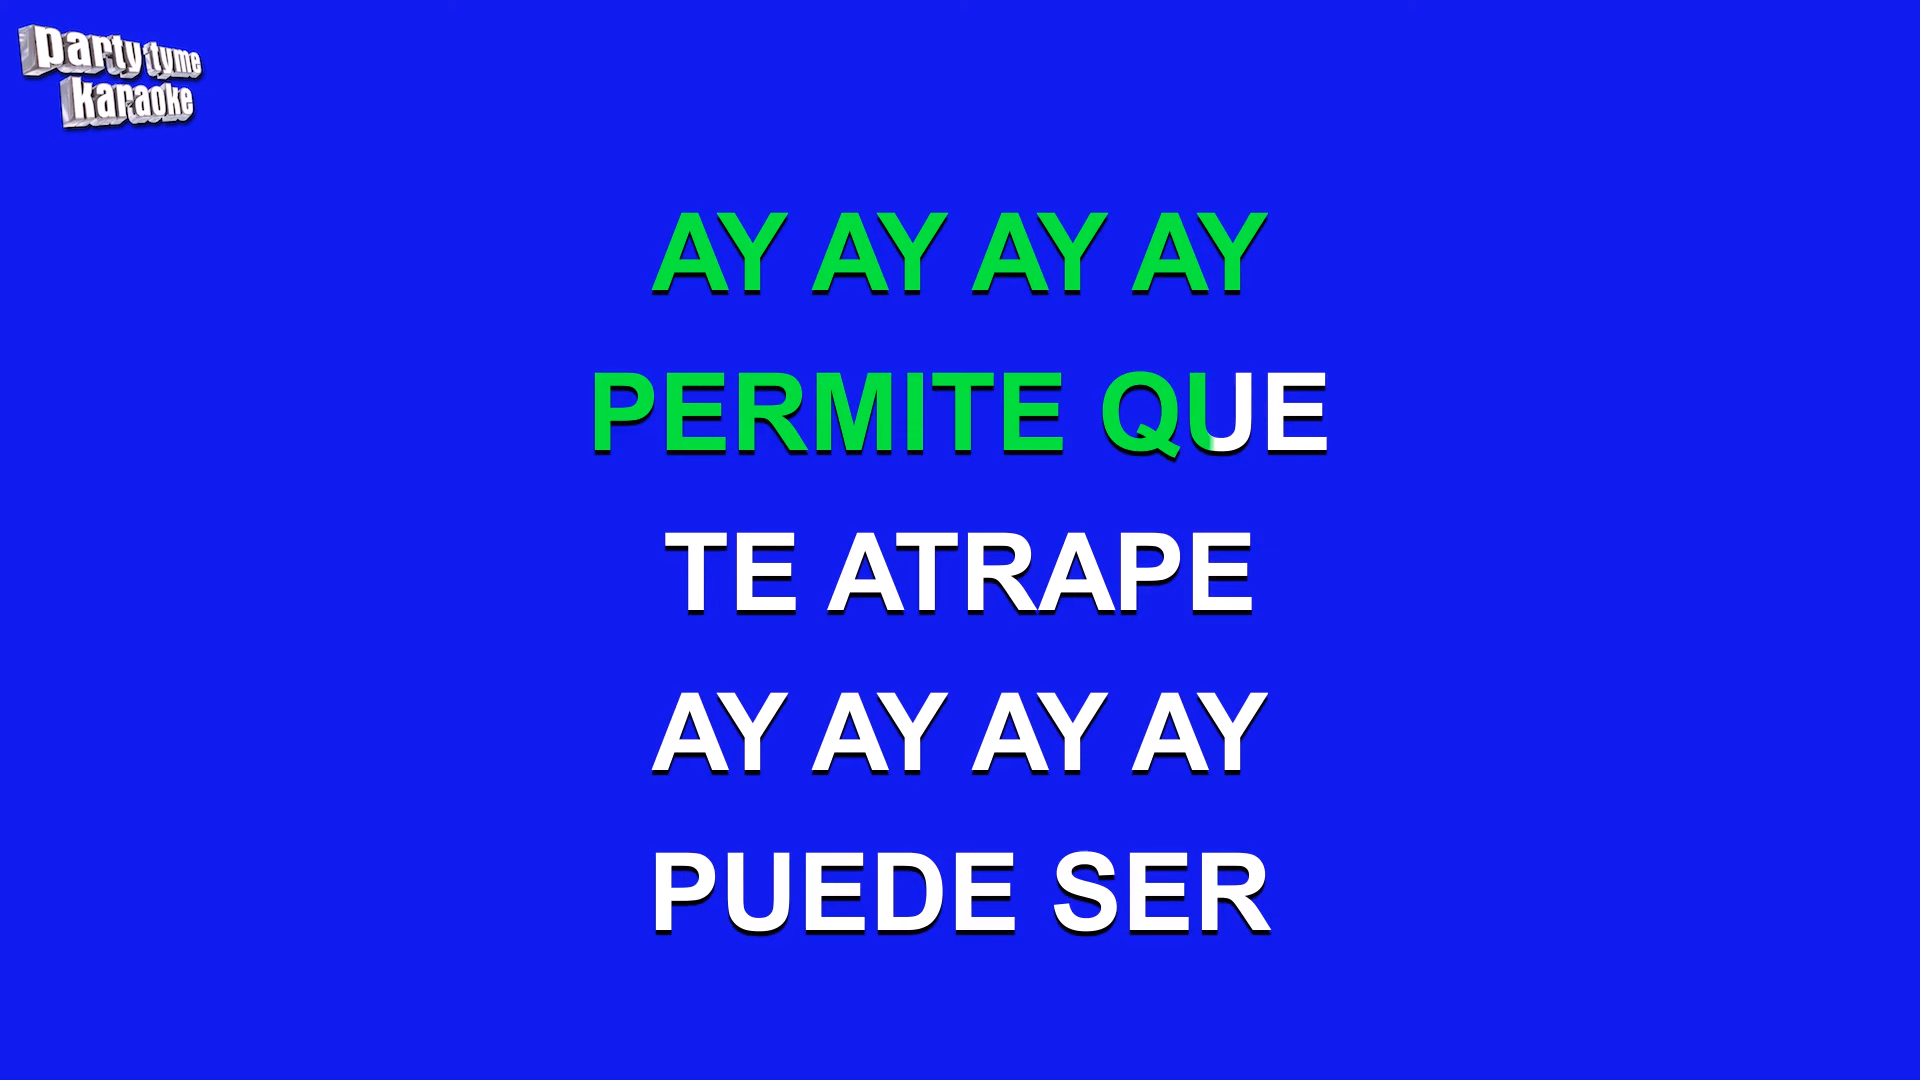 party tyme
karaoke
AY AY AY AY
PERMITE QUE
TE ATRAPE
AY AY AY AY
PUEDE SER